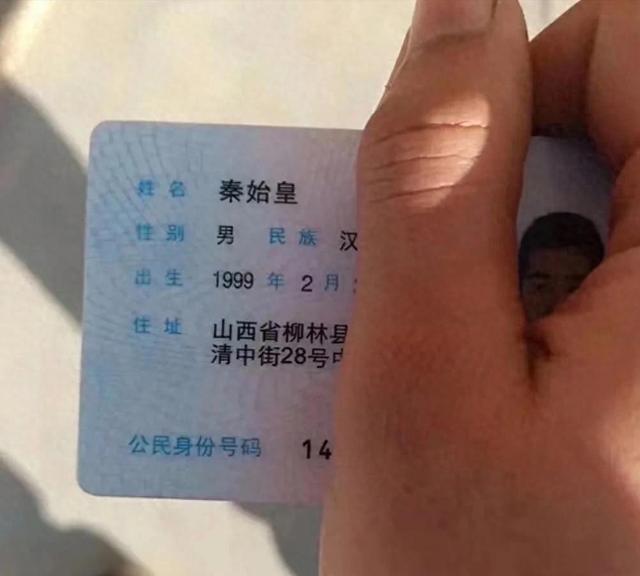 姓名 秦始皇
性别 男 民族 汉
出生 1999 年 2 月
住址 山西省柳林县
清中街28号
公民身份号码 14